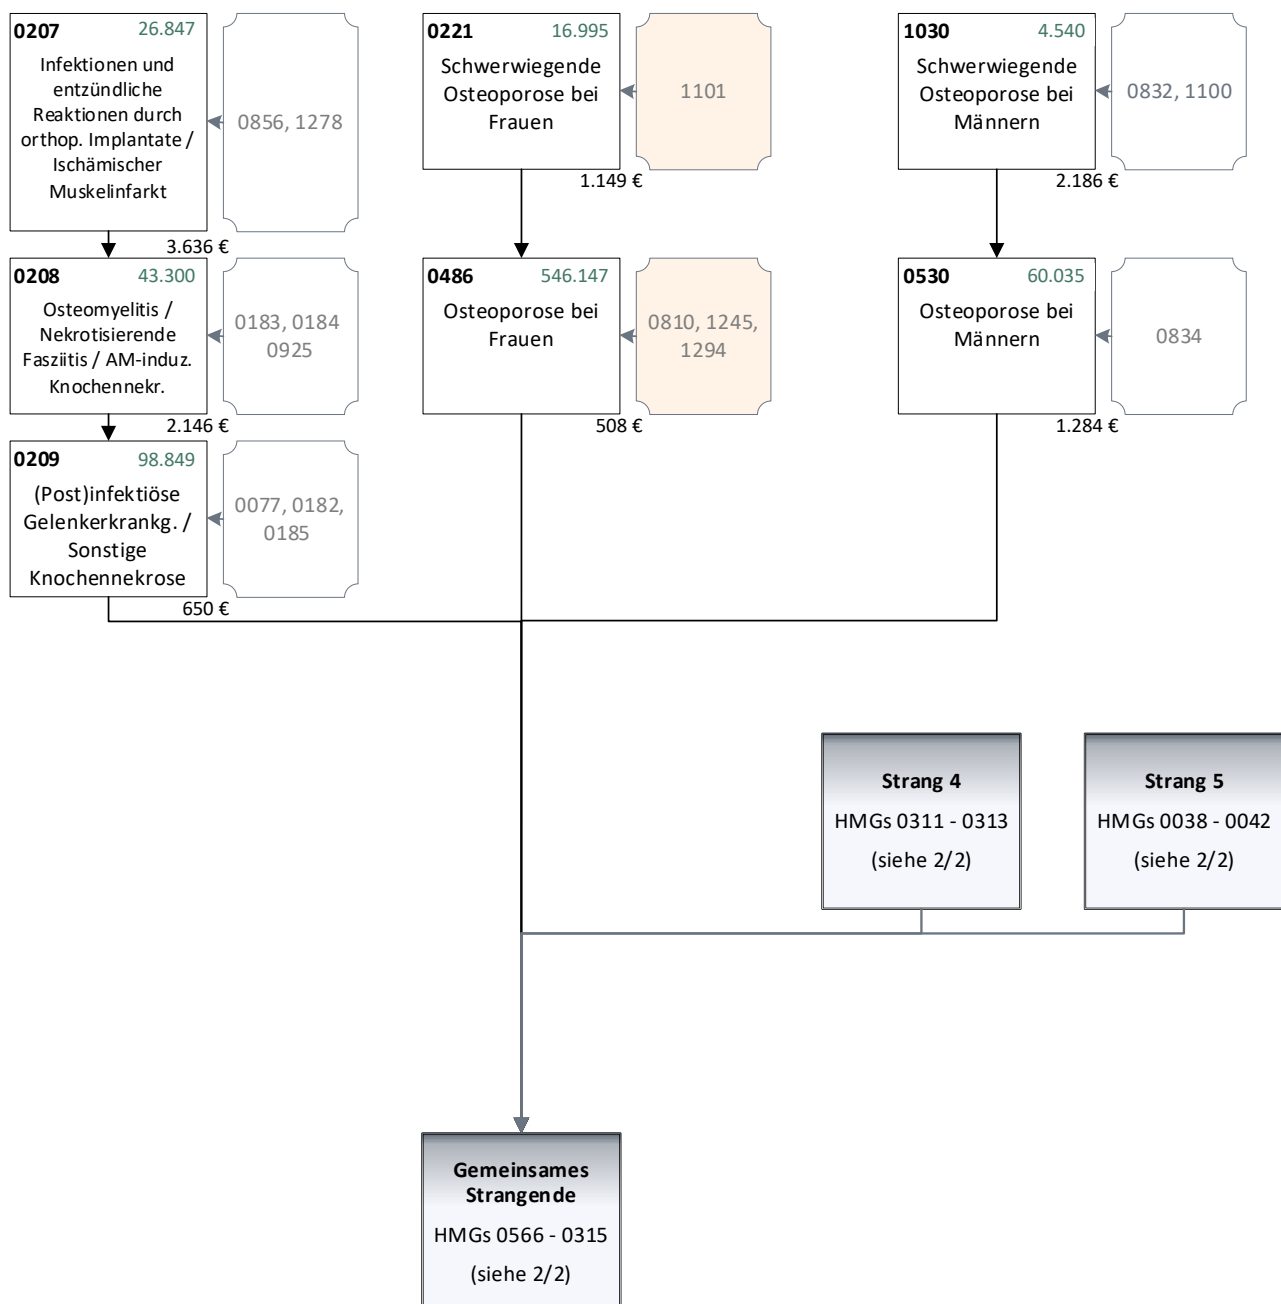 0207 26.847
Infektionen und
entzündliche
Reaktionen durch
orthop. Implantate /
Ischämischer
Muskelinfarkt
0856, 1278
3.636 €
0208 43.300
Osteomyelitis /
Nekrotisierende
Fasziitis / AM-induz.
Knochennekr.
0183, 0184
0925
2.146 €
0209 98.849
(Post)infektiöse
Gelenkerkrankg. /
Sonstige
Knochennekrose
0077, 0182,
0185
650 €
0221 16.995
Schwerwiegende
Osteoporose bei
Frauen
1101
1.149 €
0486 546.147
Osteoporose bei
Frauen
0810, 1245,
1294
508 €
1030 4.540
Schwerwiegende
Osteoporose bei
Männern
0832, 1100
2.186 €
0530 60.035
Osteoporose bei
Männern
0834
1.284 €
Strang 4
HMGs 0311 - 0313
(siehe 2/2)
Strang 5
HMGs 0038 - 0042
(siehe 2/2)
Gemeinsames
Strangende
HMGs 0566 - 0315
(siehe 2/2)